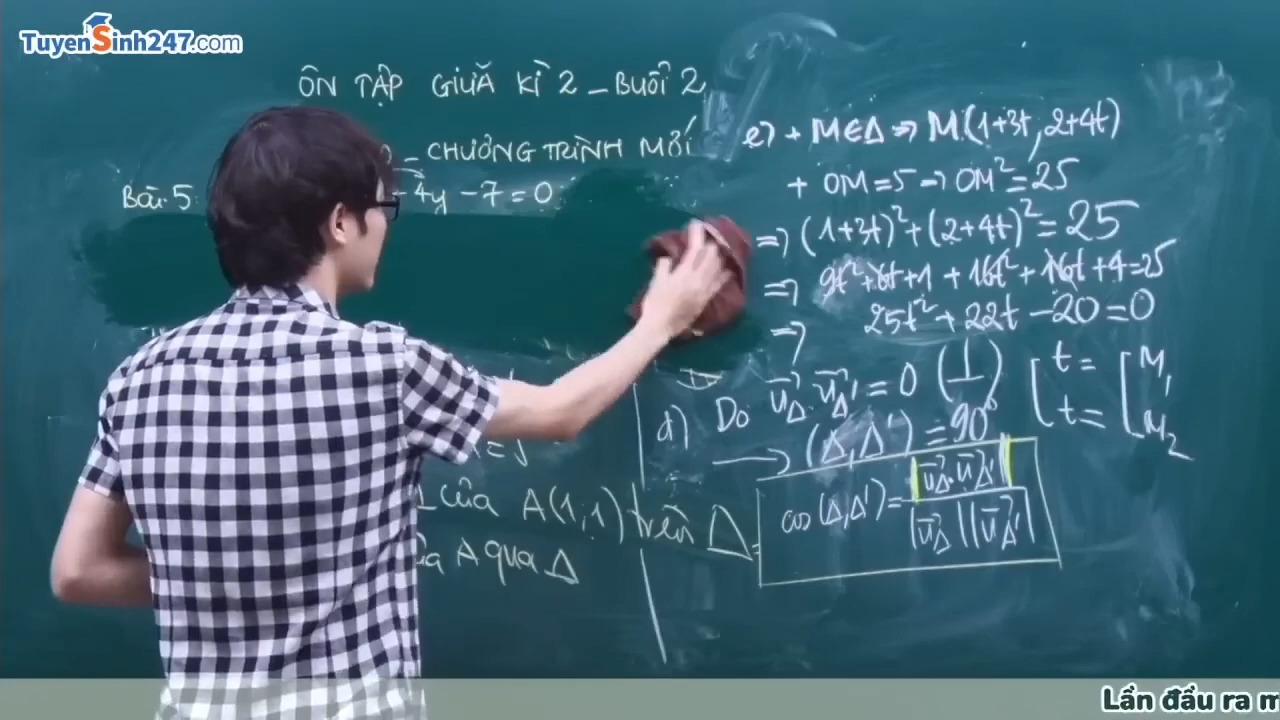 TuyenSinh247.com
ÔN TẬP GIỮA KÌ 2 - BUỔI 2
- CHƯƠNG TRÌNH MỚI
Bài 5
- 4y - 7 = 0
e) + M ∈ Δ => M(1+3t, 2+4t)
+ OM = 5 => OM² = 25
=> (1+3t)² + (2+4t)² = 25
=> 9t² + 6t + 1 + 16t² + 16t + 4 = 25
=> 25t² + 22t - 20 = 0
[ t = [ M₁
[ t = [ M₂
d) Do u⃗Δ . u⃗Δ' = 0 (⊥)
→ (Δ, Δ') = 90°
cos(Δ, Δ') = |u⃗Δ . u⃗Δ'| / |u⃗Δ| |u⃗Δ'|
của A(1,1) trên Δ
A qua Δ
Lần đầu ra